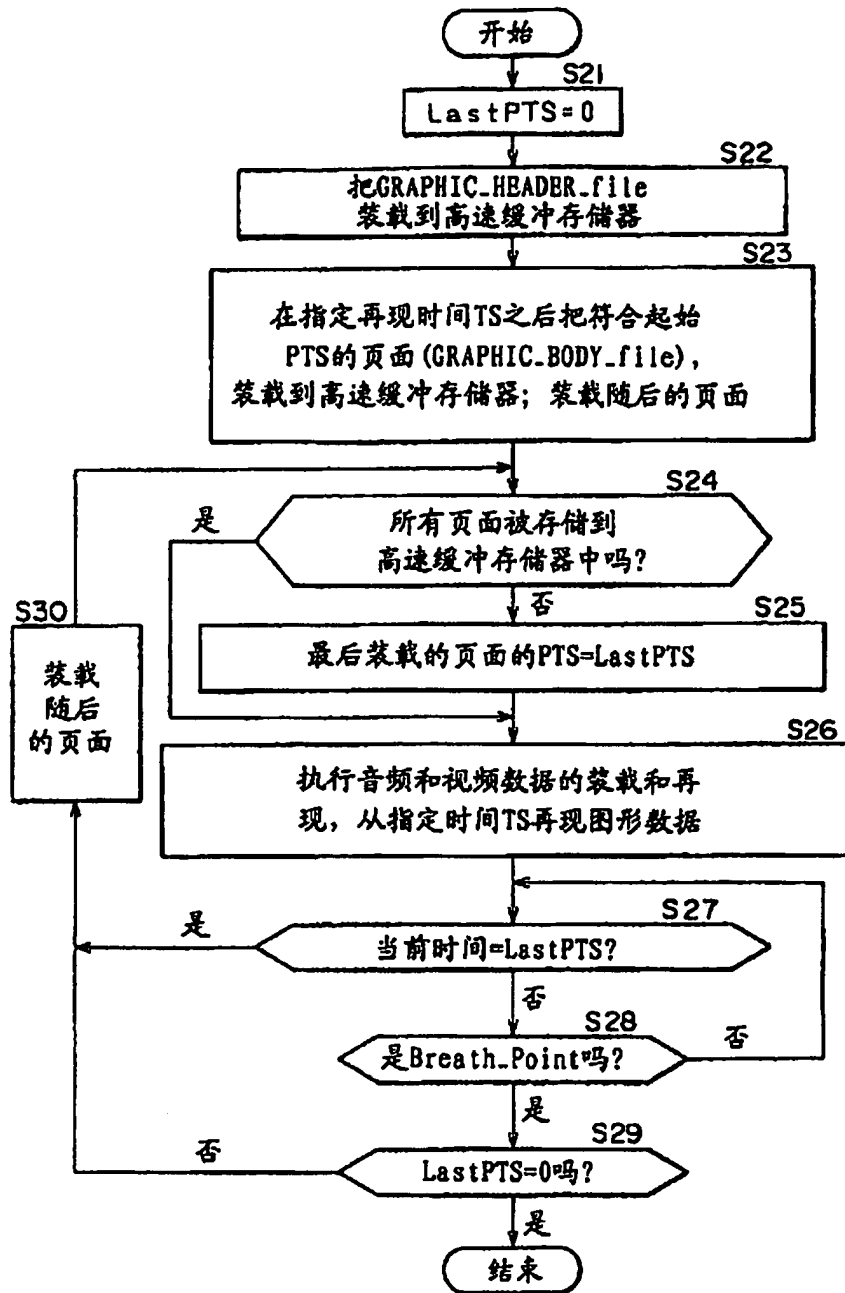 开始
S21
LastPTS=0
S22
把GRAPHIC_HEADER_file
装载到高速缓冲存储器
S23
在指定再现时间TS之后把符合起始
PTS的页面(GRAPHIC_BODY_file),
装载到高速缓冲存储器; 装载随后的页面
S24
是
所有页面被存储到
高速缓冲存储器中吗?
否
S30
装载
随后
的页面
S25
最后装载的页面的PTS=LastPTS
S26
执行音频和视频数据的装载和再
现, 从指定时间TS再现图形数据
S27
是
当前时间=LastPTS?
否
S28
是Breath_Point吗?
否
是
S29
否
LastPTS=0吗?
是
结束